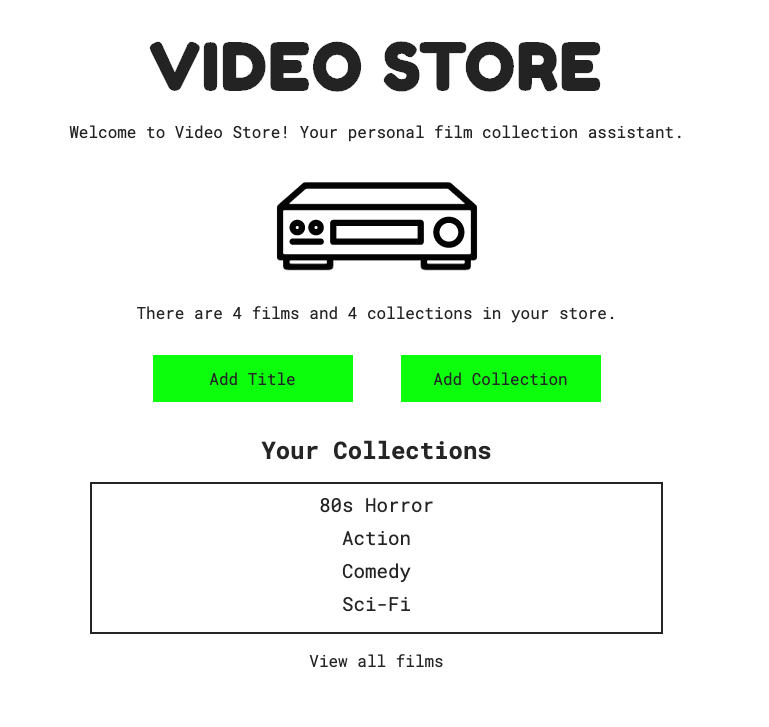 VIDEO STORE
Welcome to Video Store! Your personal film collection assistant.
There are 4 films and 4 collections in your store.
Add Title
Add Collection
Your Collections
80s Horror
Action
Comedy
Sci-Fi
View all films